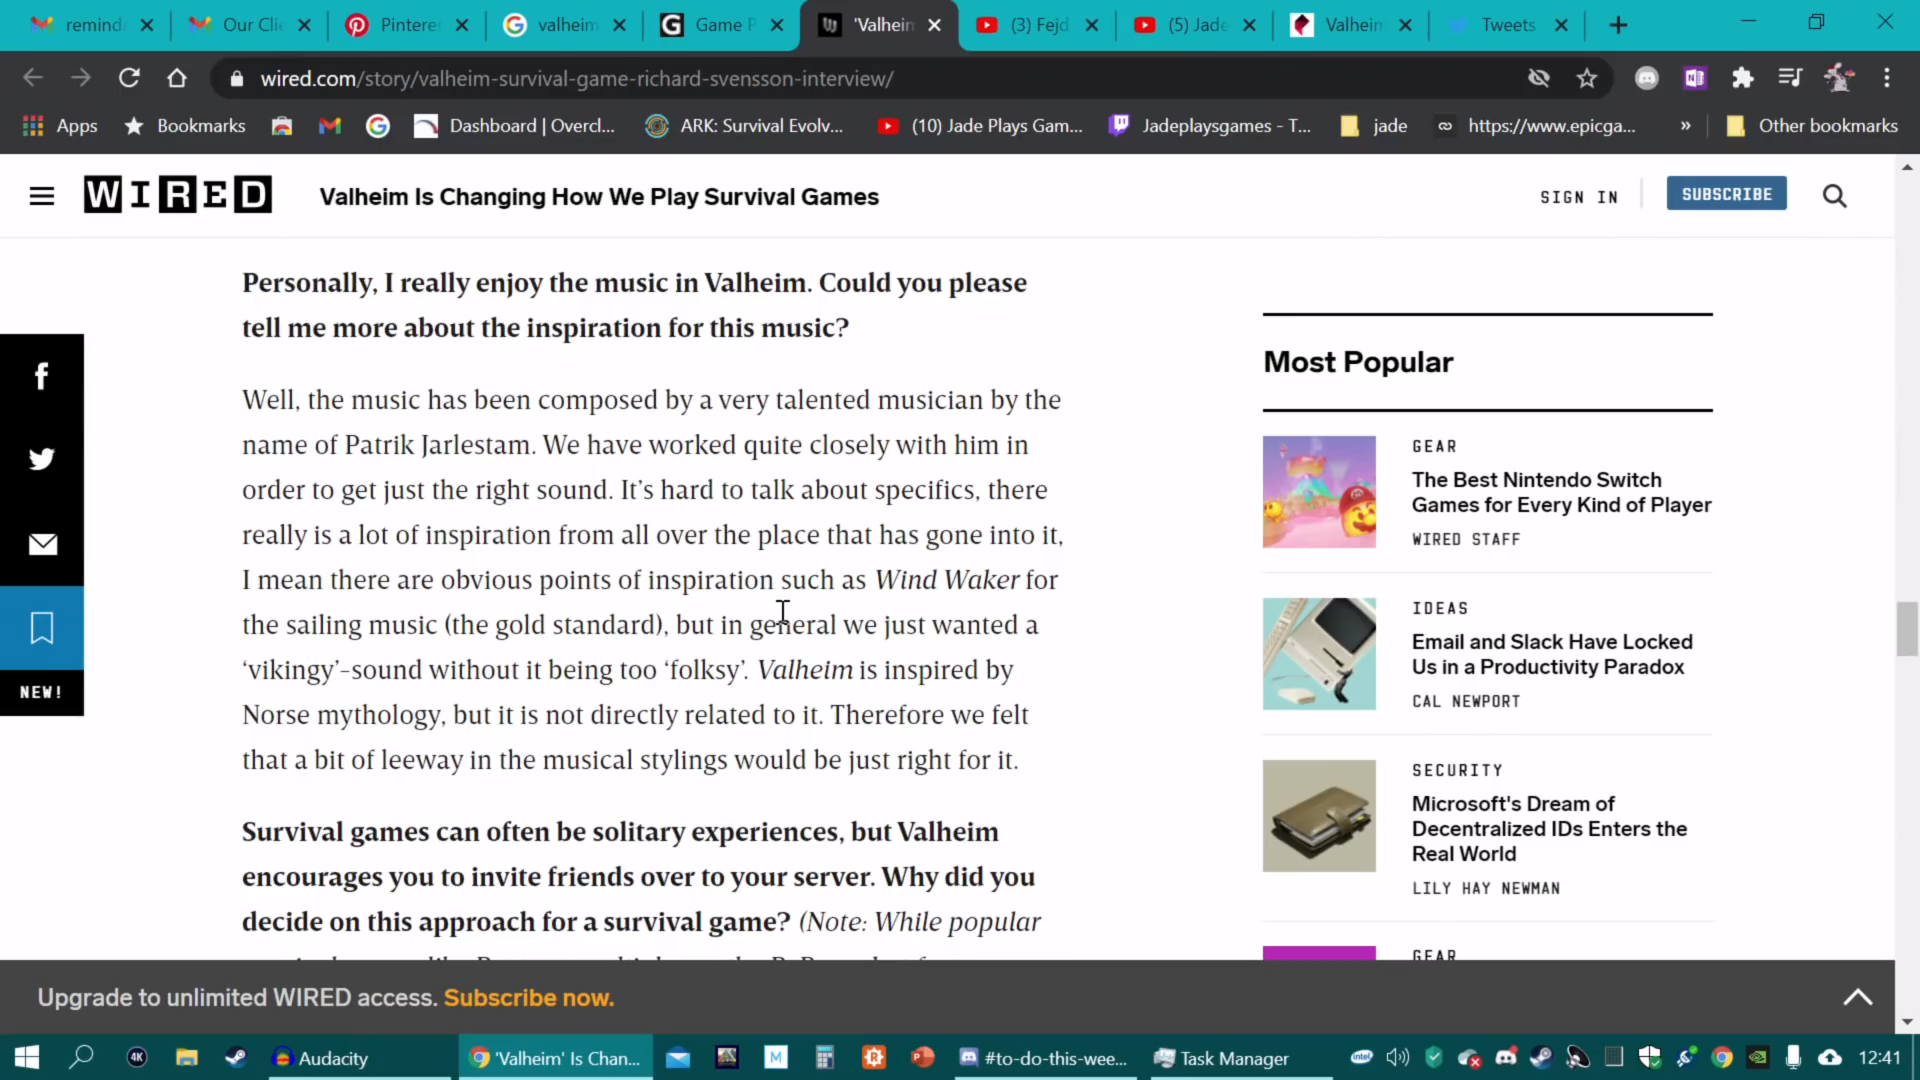 remind
Our Clie
Pinteres
valheim
Game P
'Valheim
(3) Fejd
(5) Jade
Valheim
Tweets
wired.com/story/valheim-survival-game-richard-svensson-interview/
Apps
Bookmarks
Dashboard | Overcl...
ARK: Survival Evolv...
(10) Jade Plays Gam...
Jadeplaysgames - T...
jade
https://www.epicga...
»
Other bookmarks
WIRED
Valheim Is Changing How We Play Survival Games
SIGN IN
SUBSCRIBE
Personally, I really enjoy the music in Valheim. Could you please
tell me more about the inspiration for this music?
Well, the music has been composed by a very talented musician by the
name of Patrik Jarlestam. We have worked quite closely with him in
order to get just the right sound. It's hard to talk about specifics, there
really is a lot of inspiration from all over the place that has gone into it,
I mean there are obvious points of inspiration such as Wind Waker for
the sailing music (the gold standard), but in general we just wanted a
‘vikingy’-sound without it being too ‘folksy’. Valheim is inspired by
Norse mythology, but it is not directly related to it. Therefore we felt
that a bit of leeway in the musical stylings would be just right for it.
Survival games can often be solitary experiences, but Valheim
encourages you to invite friends over to your server. Why did you
decide on this approach for a survival game? (Note: While popular
NEW!
Most Popular
GEAR
The Best Nintendo Switch
Games for Every Kind of Player
WIRED STAFF
IDEAS
Email and Slack Have Locked
Us in a Productivity Paradox
CAL NEWPORT
SECURITY
Microsoft's Dream of
Decentralized IDs Enters the
Real World
LILY HAY NEWMAN
GEAR
Upgrade to unlimited WIRED access. Subscribe now.
4K
Audacity
'Valheim' Is Chan...
M
#to-do-this-wee...
Task Manager
intel
12:41